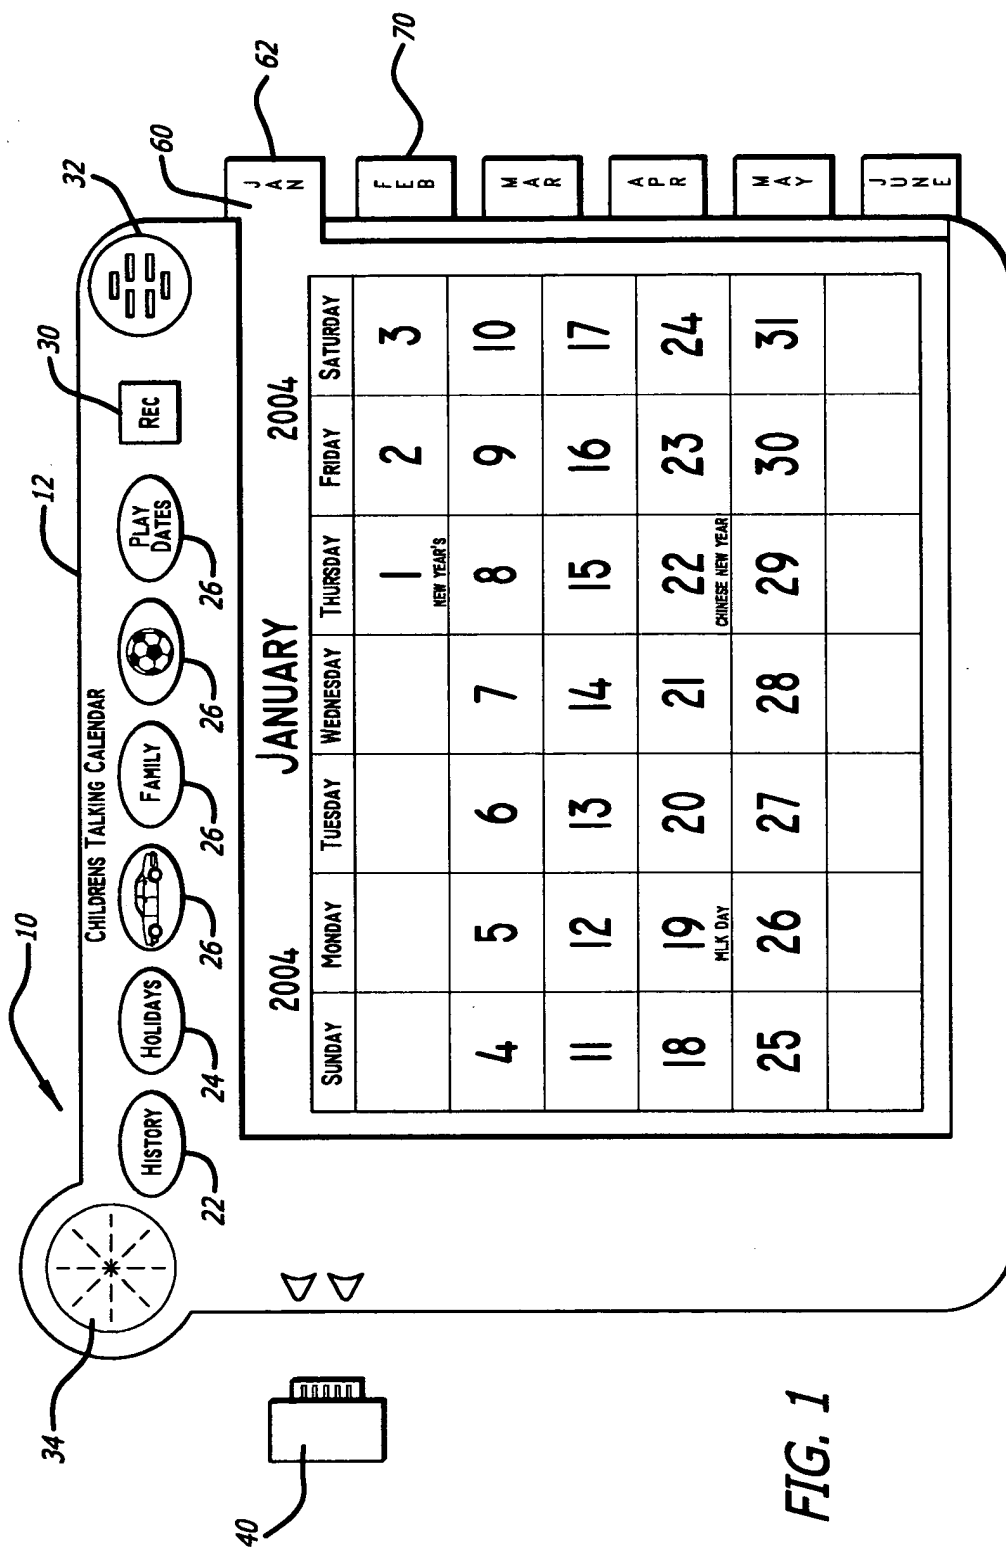 10
12
30
32
34
CHILDRENS TALKING CALENDAR
HISTORY
HOLIDAYS
FAMILY
PLAY
DATES
REC
22
24
26
26
26
26
60
62
70
40
2004 JANUARY 2004
SUNDAY MONDAY TUESDAY WEDNESDAY THURSDAY FRIDAY SATURDAY
1 2 3
NEW YEAR'S
4 5 6 7 8 9 10
11 12 13 14 15 16 17
18 19 20 21 22 23 24
MLK DAY CHINESE NEW YEAR
25 26 27 28 29 30 31
JAN
FEB
MAR
APR
MAY
JUNE
FIG. 1